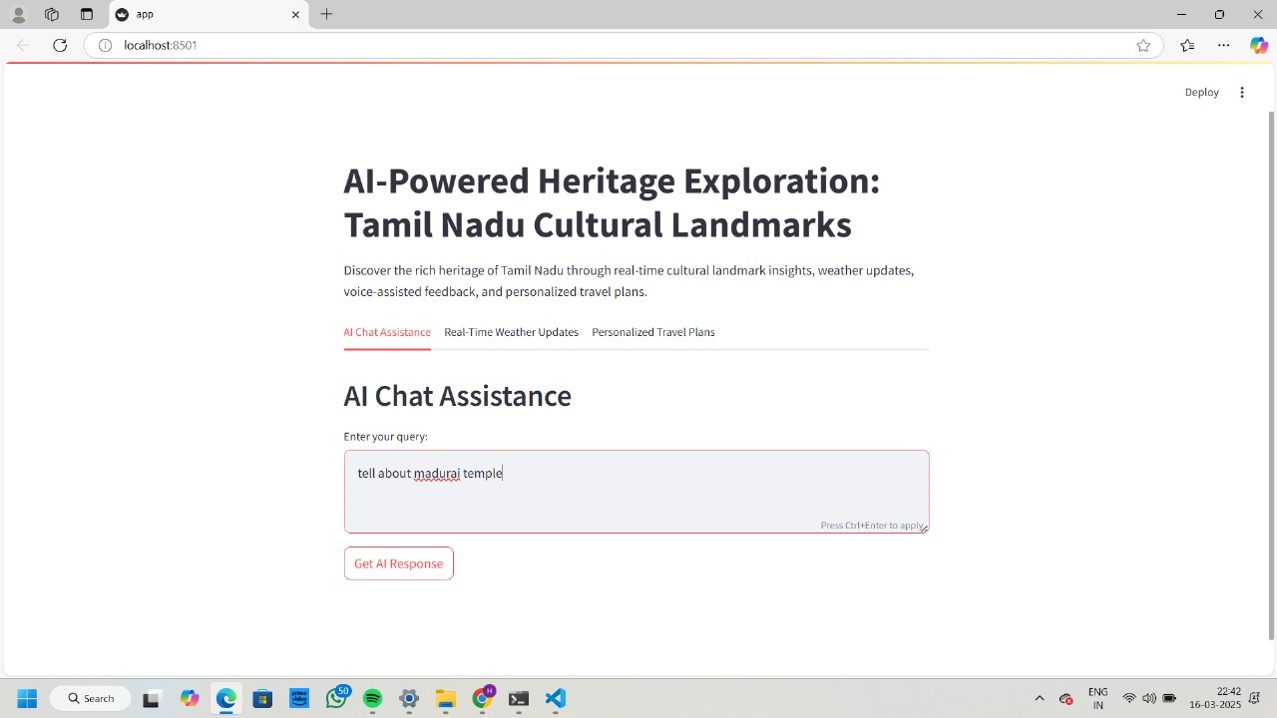 app
localhost:8501
Deploy
AI-Powered Heritage Exploration:
Tamil Nadu Cultural Landmarks
Discover the rich heritage of Tamil Nadu through real-time cultural landmark insights, weather updates,
voice-assisted feedback, and personalized travel plans.
AI Chat Assistance Real-Time Weather Updates Personalized Travel Plans
AI Chat Assistance
Enter your query:
tell about madurai temple
Press Ctrl+Enter to apply
Get AI Response
Search
prime video
50
H
ENG
IN
22:42
16-03-2025